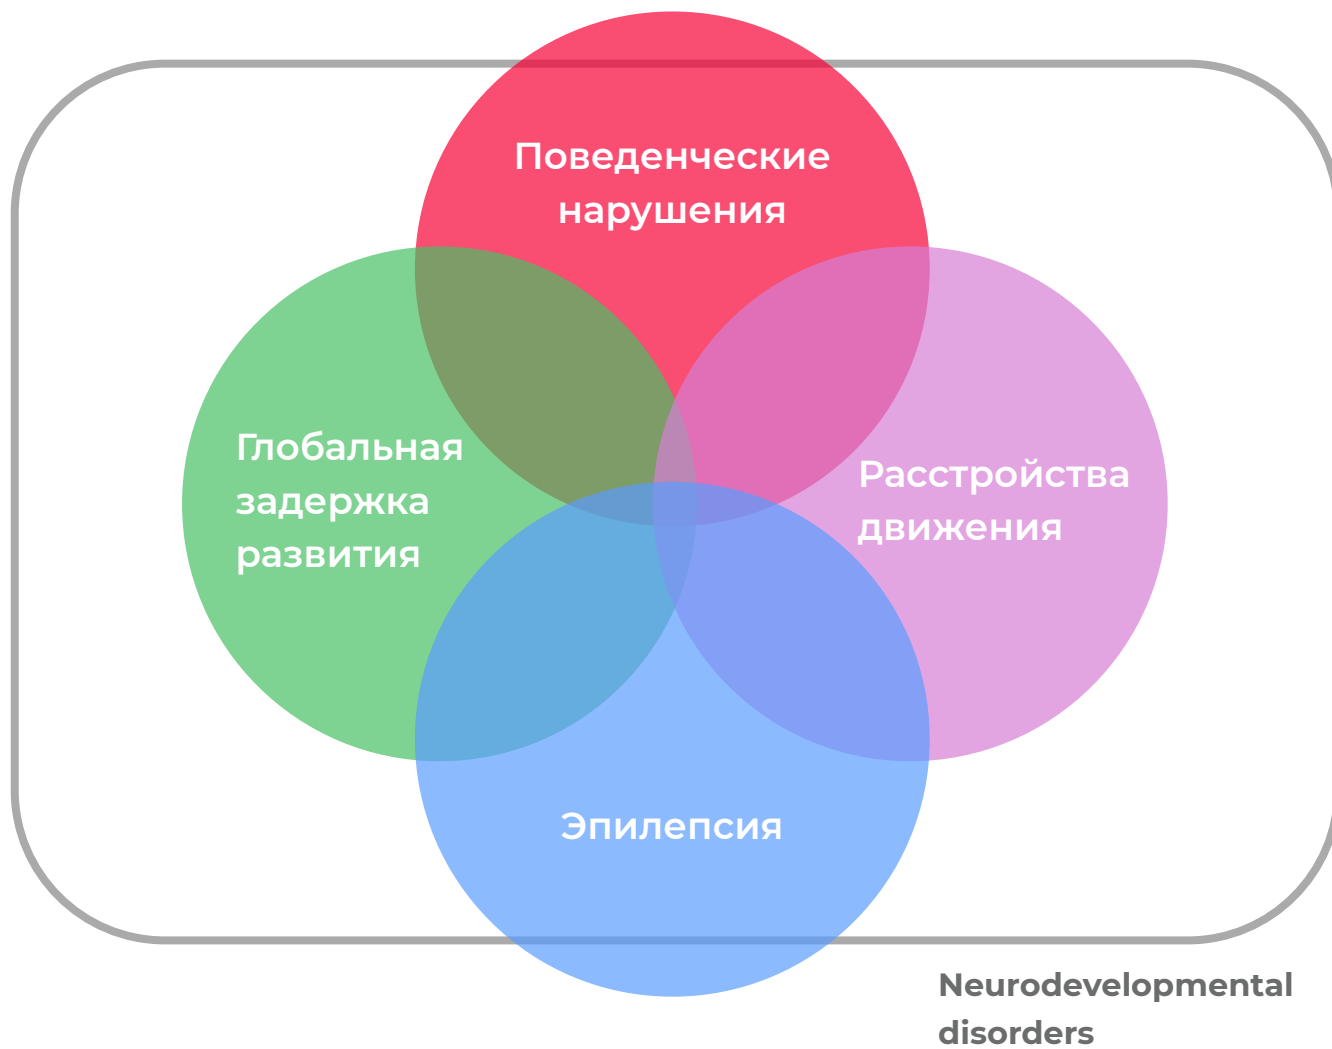 Поведенческие
нарушения
Глобальная
задержка
развития
Расстройства
движения
Эпилепсия
Neurodevelopmental
disorders